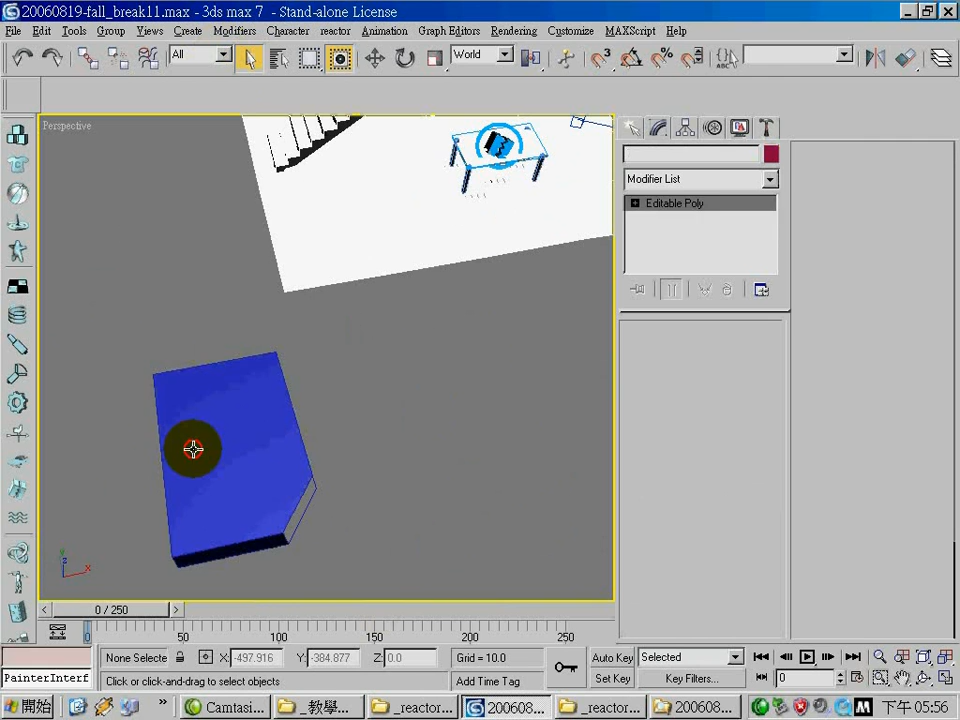 20060819-fall_break11.max - 3ds max 7 - Stand-alone License
File Edit Tools Group Views Create Modifiers Character reactor Animation Graph Editors Rendering Customize MAXScript Help
All
World
Perspective
Modifier List
Editable Poly
0 / 250
0 50 100 150 200 250
None Selecte X: -497.916 Y: -384.877 Z: 0.0 Grid = 10.0 Auto Key Selected
PainterInterf Click or click-and-drag to select objects Add Time Tag Set Key Key Filters... 0
開始 » Camtasi... _教學... _reactor... 200608... _reactor... 200608... 下午 05:56